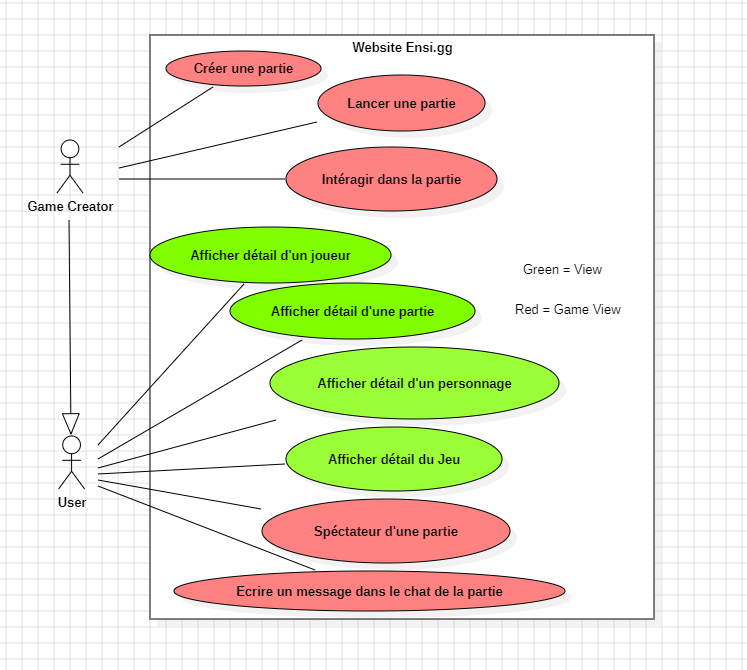 Website Ensi.gg
Créer une partie
Lancer une partie
Intéragir dans la partie
Game Creator
Afficher détail d'un joueur
Green = View
Afficher détail d'une partie
Red = Game View
Afficher détail d'un personnage
Afficher détail du Jeu
User
Spéctateur d'une partie
Ecrire un message dans le chat de la partie